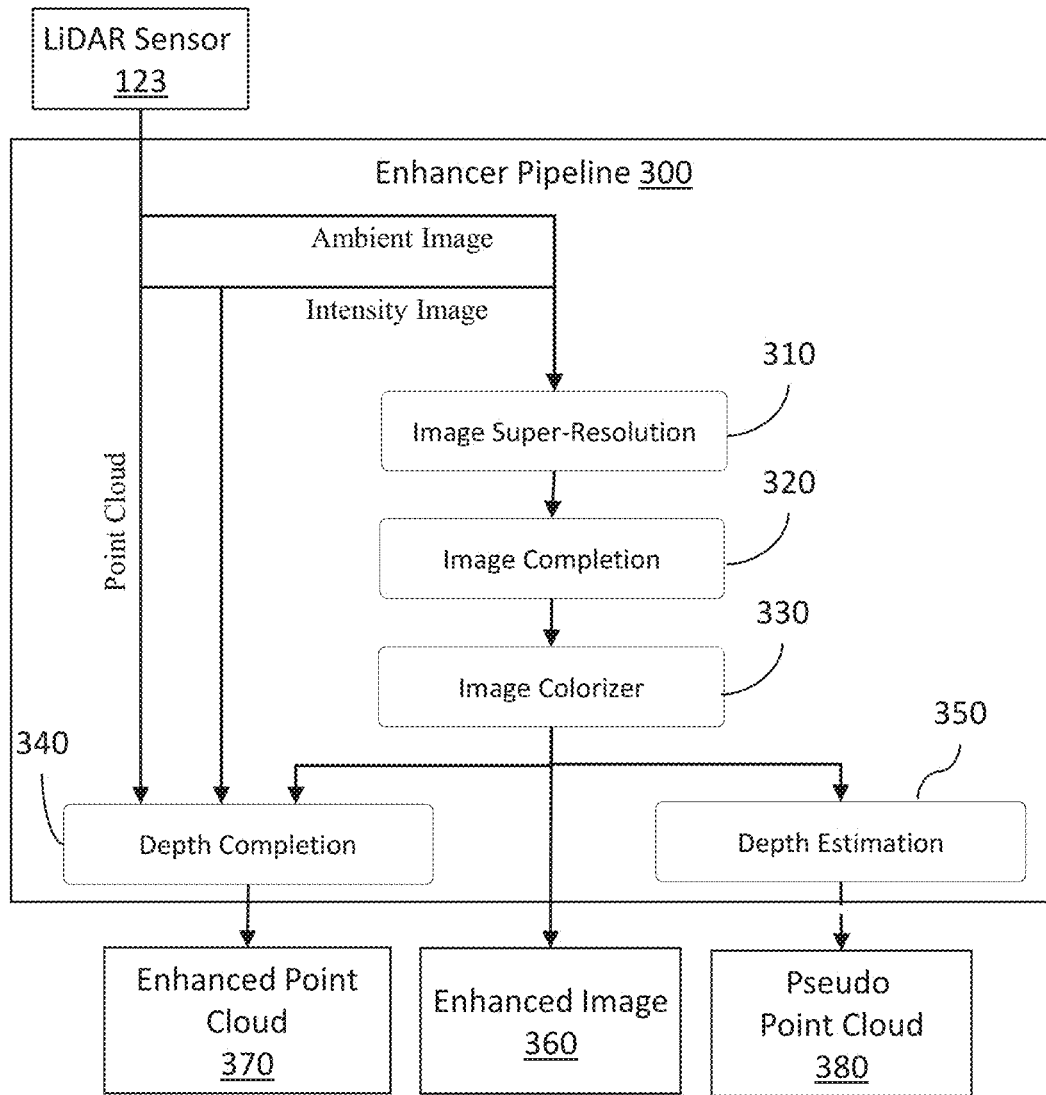 LiDAR Sensor
123
Enhancer Pipeline 300
Ambient Image
Intensity Image
Point Cloud
310
Image Super-Resolution
320
Image Completion
330
Image Colorizer
340
350
Depth Completion
Depth Estimation
Enhanced Point
Cloud
370
Enhanced Image
360
Pseudo
Point Cloud
380